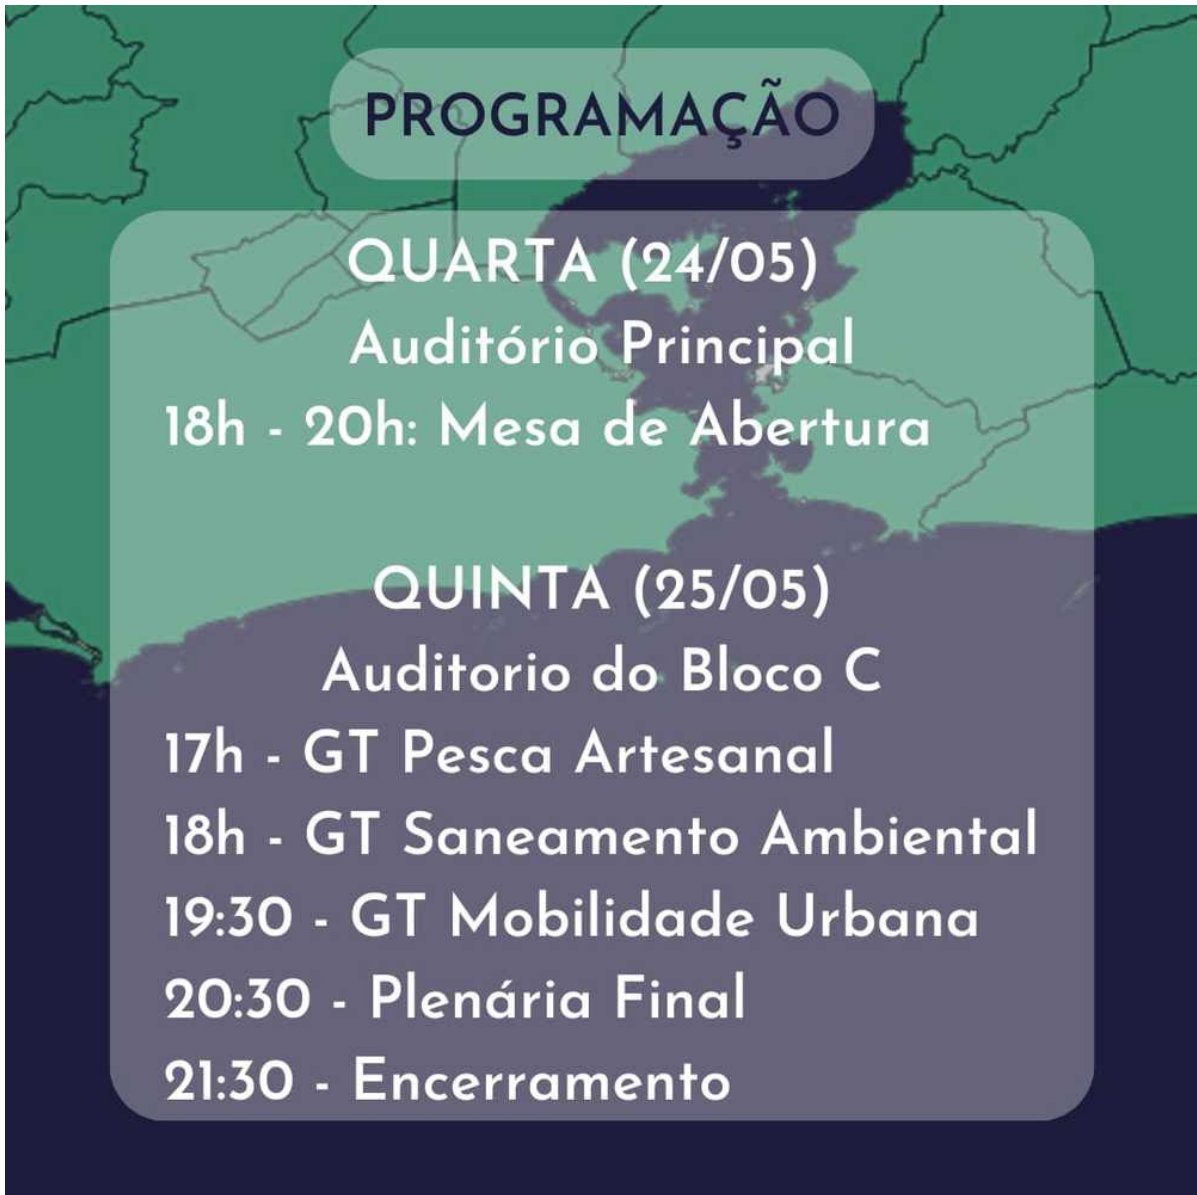 PROGRAMAÇÃO
QUARTA (24/05)
Auditório Principal
18h - 20h: Mesa de Abertura
QUINTA (25/05)
Auditorio do Bloco C
17h - GT Pesca Artesanal
18h - GT Saneamento Ambiental
19:30 - GT Mobilidade Urbana
20:30 - Plenária Final
21:30 - Encerramento